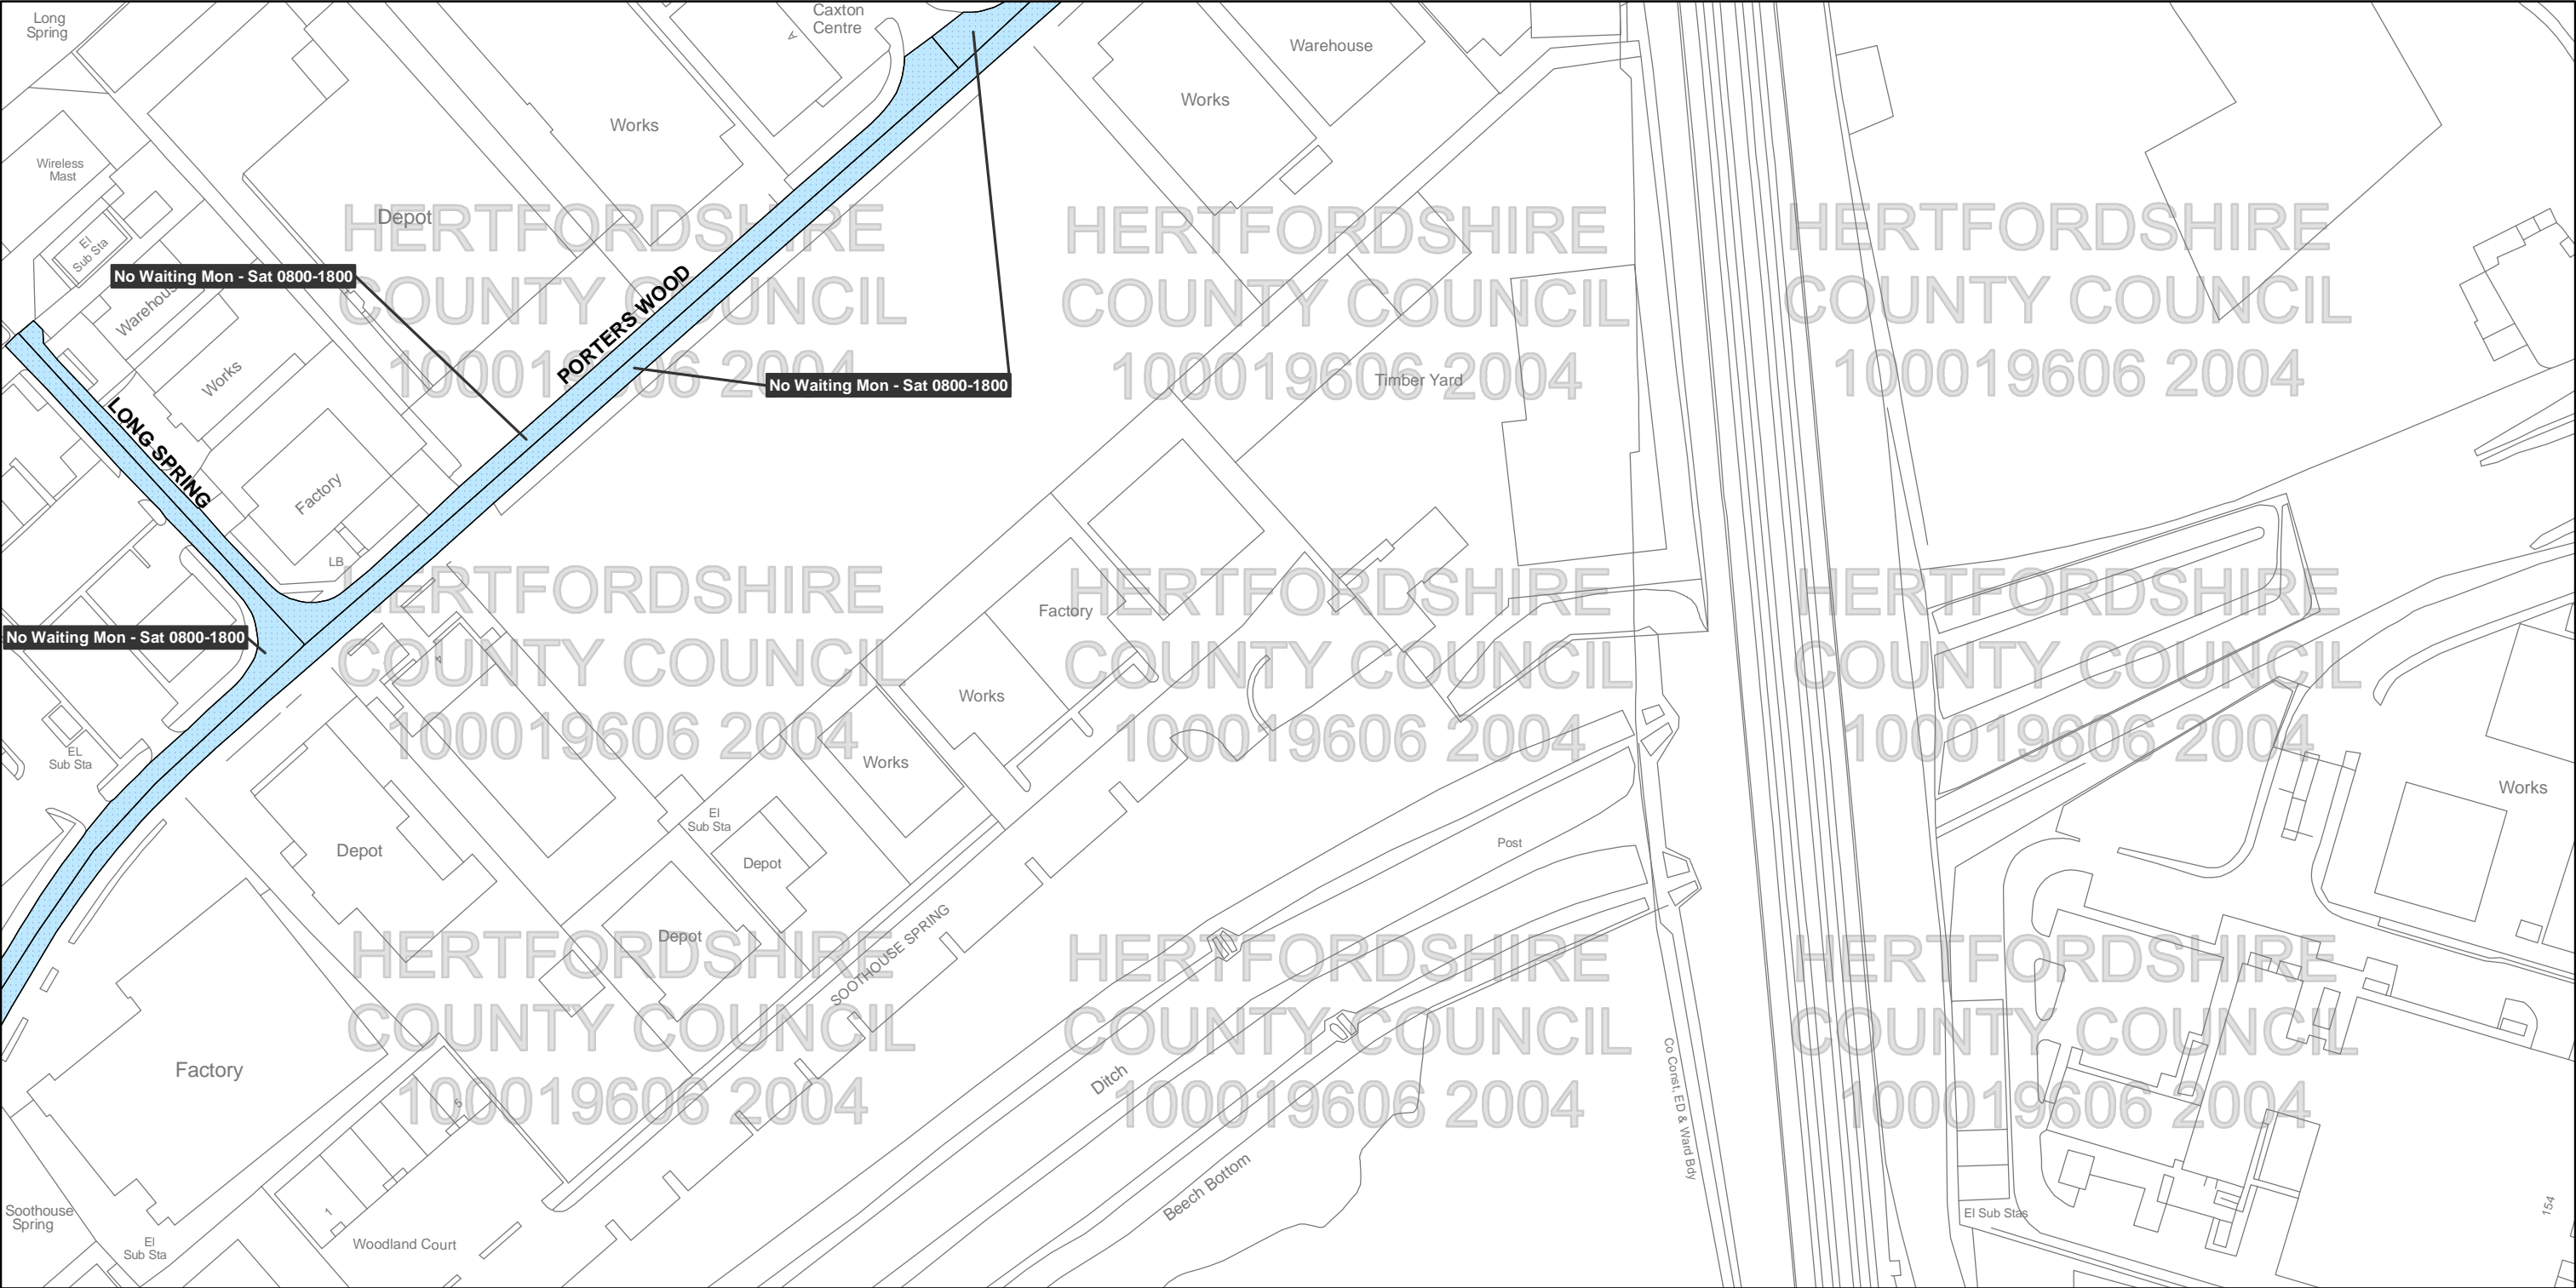 Long
Spring
Caxton
Centre
A
Warehouse
Works
Works
Wireless
Mast
Depot
HERTFORDSHIRE
COUNTY COUNCIL
100019606 2004
HERTFORDSHIRE
COUNTY COUNCIL
100019606 2004
HERTFORDSHIRE
COUNTY COUNCIL
100019606 2004
El
Sub Sta
No Waiting Mon - Sat 0800-1800
Warehouse
PORTERS WOOD
No Waiting Mon - Sat 0800-1800
Timber Yard
Works
LONG SPRING
Factory
LB
HERTFORDSHIRE
COUNTY COUNCIL
100019606 2004
HERTFORDSHIRE
COUNTY COUNCIL
100019606 2004
HERTFORDSHIRE
COUNTY COUNCIL
100019606 2004
Factory
No Waiting Mon - Sat 0800-1800
Works
EL
Sub Sta
Works
Works
El
Sub Sta
Depot
Depot
Post
Depot
SOOTHOUSE SPRING
HERTFORDSHIRE
COUNTY COUNCIL
100019606 2004
HERTFORDSHIRE
COUNTY COUNCIL
100019606 2004
HERTFORDSHIRE
COUNTY COUNCIL
100019606 2004
Factory
Ditch
Co Const, ED & Ward Bdy
5
Beech Bottom
1
Soothouse
Spring
El
Sub Sta
Woodland Court
El Sub Stas
154